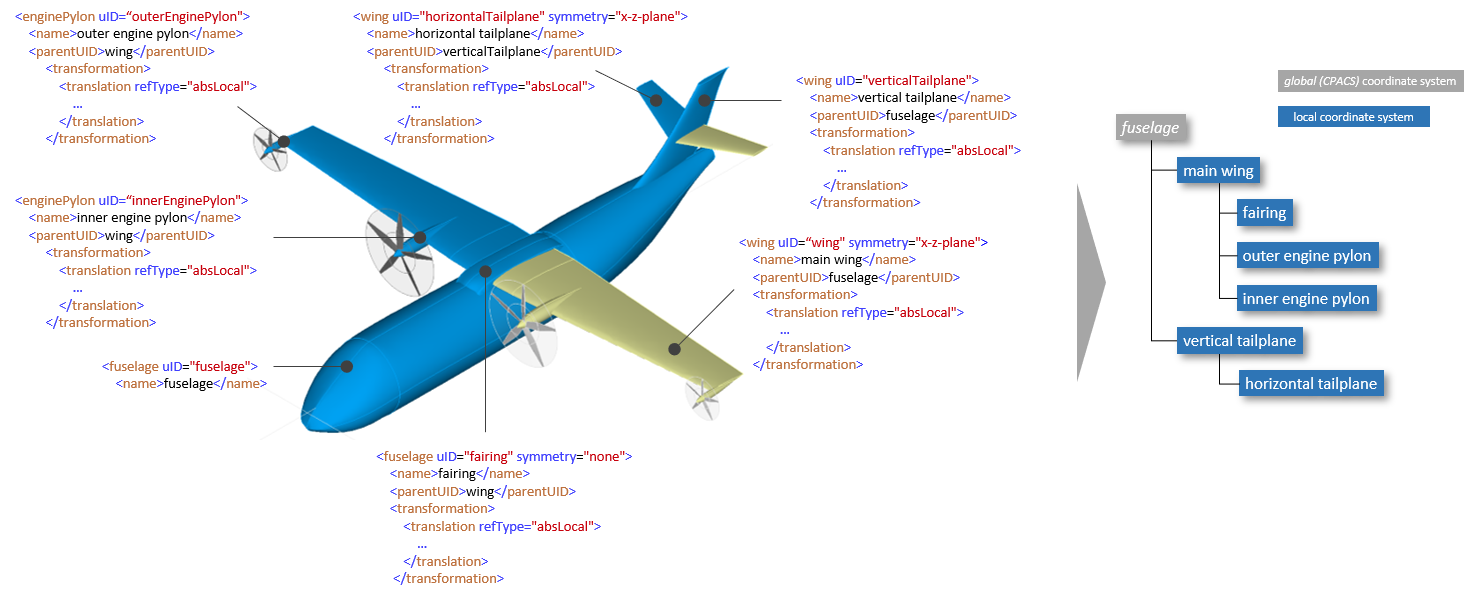 <enginePylon uID=“outerEnginePylon">
<name>outer engine pylon</name>
<parentUID>wing</parentUID>
<transformation>
<translation refType="absLocal">
...
</translation>
</transformation>
<wing uID="horizontalTailplane" symmetry="x-z-plane">
<name>horizontal tailplane</name>
<parentUID>verticalTailplane</parentUID>
<transformation>
<translation refType="absLocal">
...
</translation>
</transformation>
<wing uID="verticalTailplane">
<name>vertical tailplane</name>
<parentUID>fuselage</parentUID>
<transformation>
<translation refType="absLocal">
...
</translation>
</transformation>
<enginePylon uID=“innerEnginePylon">
<name>inner engine pylon</name>
<parentUID>wing</parentUID>
<transformation>
<translation refType="absLocal">
...
</translation>
</transformation>
<wing uID=“wing" symmetry="x-z-plane">
<name>main wing</name>
<parentUID>fuselage</parentUID>
<transformation>
<translation refType="absLocal">
...
</translation>
</transformation>
<fuselage uID="fuselage">
<name>fuselage</name>
<fuselage uID="fairing" symmetry="none">
<name>fairing</name>
<parentUID>wing</parentUID>
<transformation>
<translation refType="absLocal">
...
</translation>
</transformation>
global (CPACS) coordinate system
local coordinate system
fuselage
main wing
fairing
outer engine pylon
inner engine pylon
vertical tailplane
horizontal tailplane